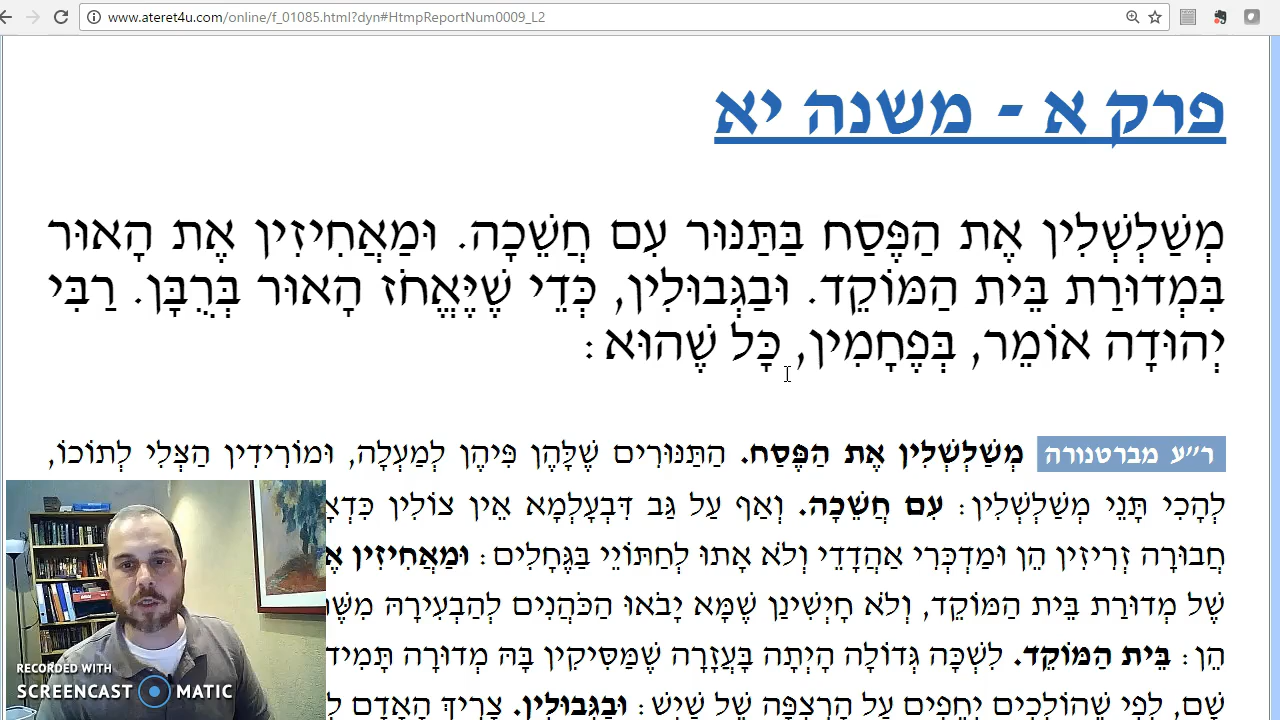 www.ateret4u.com/online/f_01085.html?dyn#HtmpReportNum0009_L2
פרק א - משנה יא
מְשַׁלְשְׁלִין אֶת הַפֶּסַח בַּתַּנּוּר עִם חֲשֵׁכָה. וּמַאֲחִיזִין אֶת הָאוּר
בִּמְדוּרַת בֵּית הַמּוֹקֵד. וּבַגְּבוּלִין, כְּדֵי שֶׁיֶּאֱחֹז הָאוּר בְּרֻבָּן. רַבִּי
יְהוּדָה אוֹמֵר, בְּפֶחָמִין, כָּל שֶׁהוּא:
ר״ע מברטנורה מְשַׁלְשְׁלִין אֶת הַפֶּסַח. הַתַּנּוּרִים שֶׁלָּהֶן פִּיהֶן לְמַעְלָה, וּמוֹרִידִין הַצְּלִי לְתוֹכוֹ,
לְהָכִי תָּנֵי מְשַׁלְשְׁלִין: עִם חֲשֵׁכָה. וְאַף עַל גַּב דִּבְעָלְמָא אֵין צוֹלִין
חֲבוּרָה זְרִיזִין הֵן וּמַדְכְּרִי אַהֲדָדֵי וְלֹא אָתוּ לְחַתּוֹיֵי בַּגֶּחָלִים: וּמַאֲחִיזִין
שֶׁל מְדוּרַת בֵּית הַמּוֹקֵד, וְלֹא חָיְשִׁינַן שֶׁמָּא יָבֹאוּ הַכֹּהֲנִים לְהַבְעִירָהּ
הֵן: בֵּית הַמּוֹקֵד. לִשְׁכָּה גְּדוֹלָה הָיְתָה בָּעֲזָרָה שֶׁמַּסִּיקִין בָּהּ מְדוּרָה תָּמִיד
שָׁם, לְפִי שֶׁהוֹלְכִים יְחֵפִים עַל הָרִצְפָּה שֶׁל שַׁיִשׁ: וּבַגְּבוּלִין. צָרִיךְ הָאָדָם
RECORDED WITH
SCREENCAST MATIC